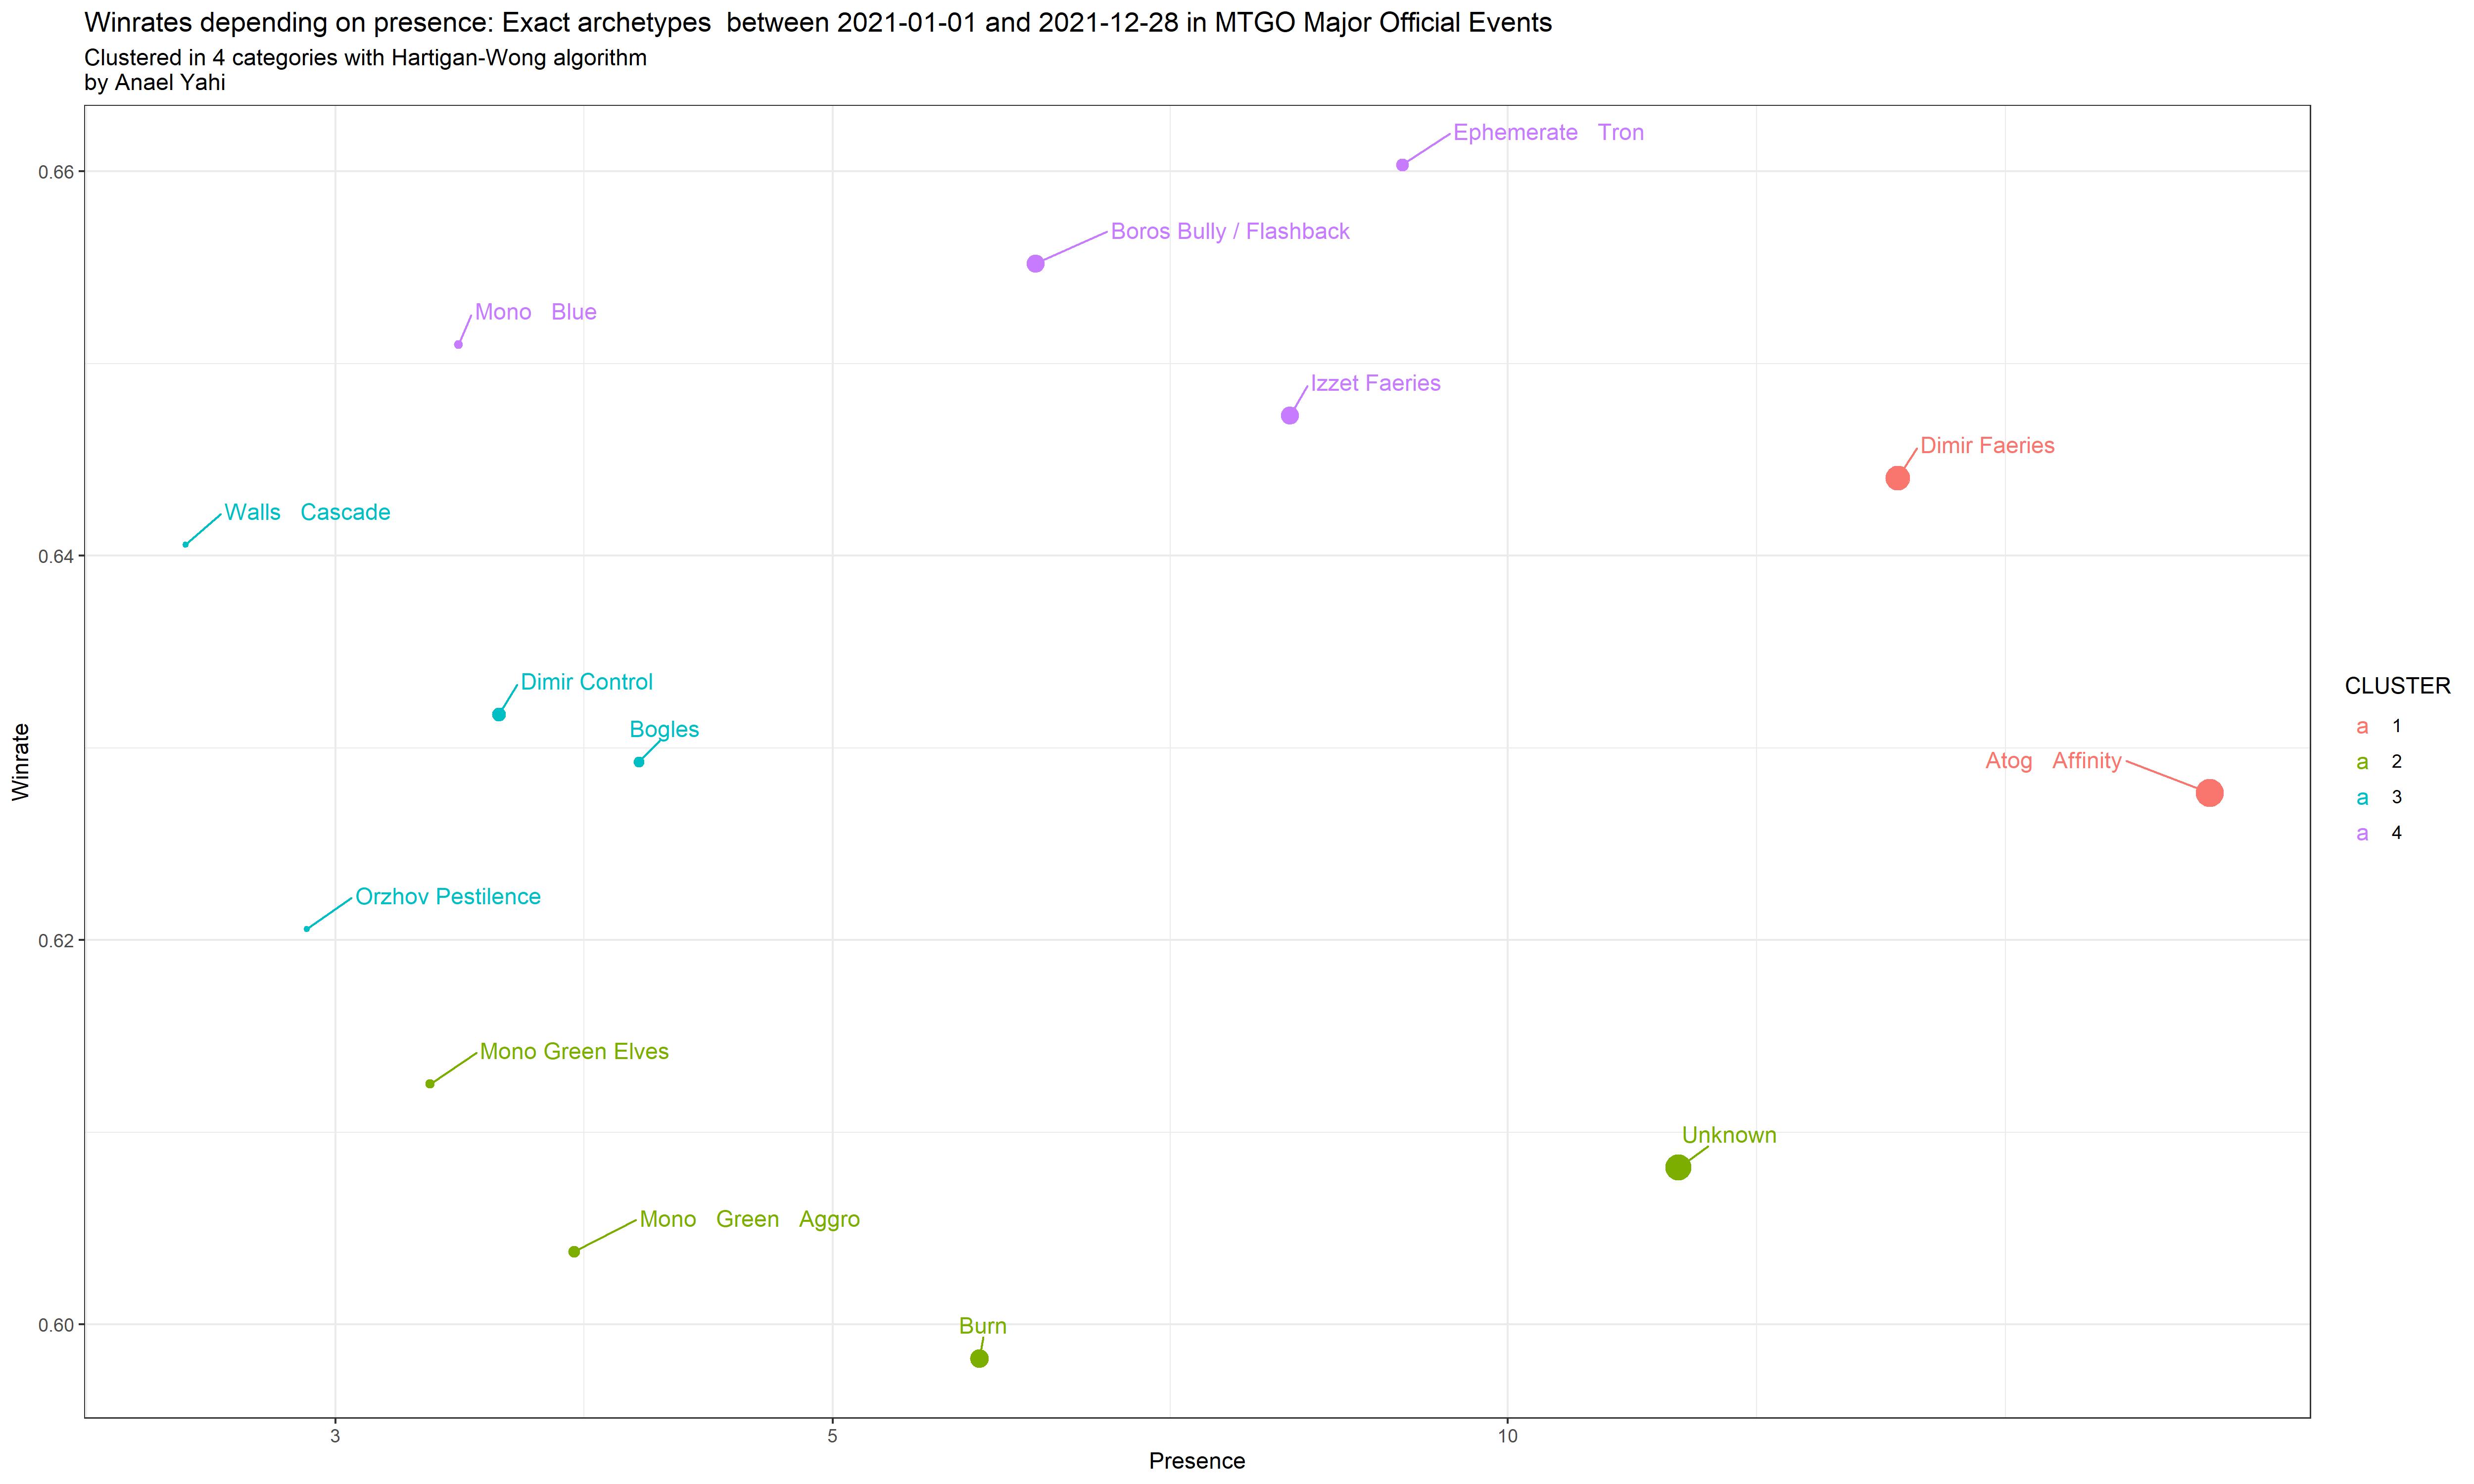 Winrates depending on presence: Exact archetypes  between 2021-01-01 and 2021-12-28 in MTGO Major Official Events
Clustered in 4 categories with Hartigan-Wong algorithm
by Anael Yahi
Ephemerate   Tron
0.66
Boros Bully / Flashback
Mono   Blue
Izzet Faeries
Dimir Faeries
Walls   Cascade
0.64
Dimir Control
Bogles
Winrate
Atog   Affinity
CLUSTER
a 1
a 2
a 3
a 4
Orzhov Pestilence
0.62
Mono Green Elves
Unknown
Mono   Green   Aggro
Burn
0.60
3
5
10
Presence